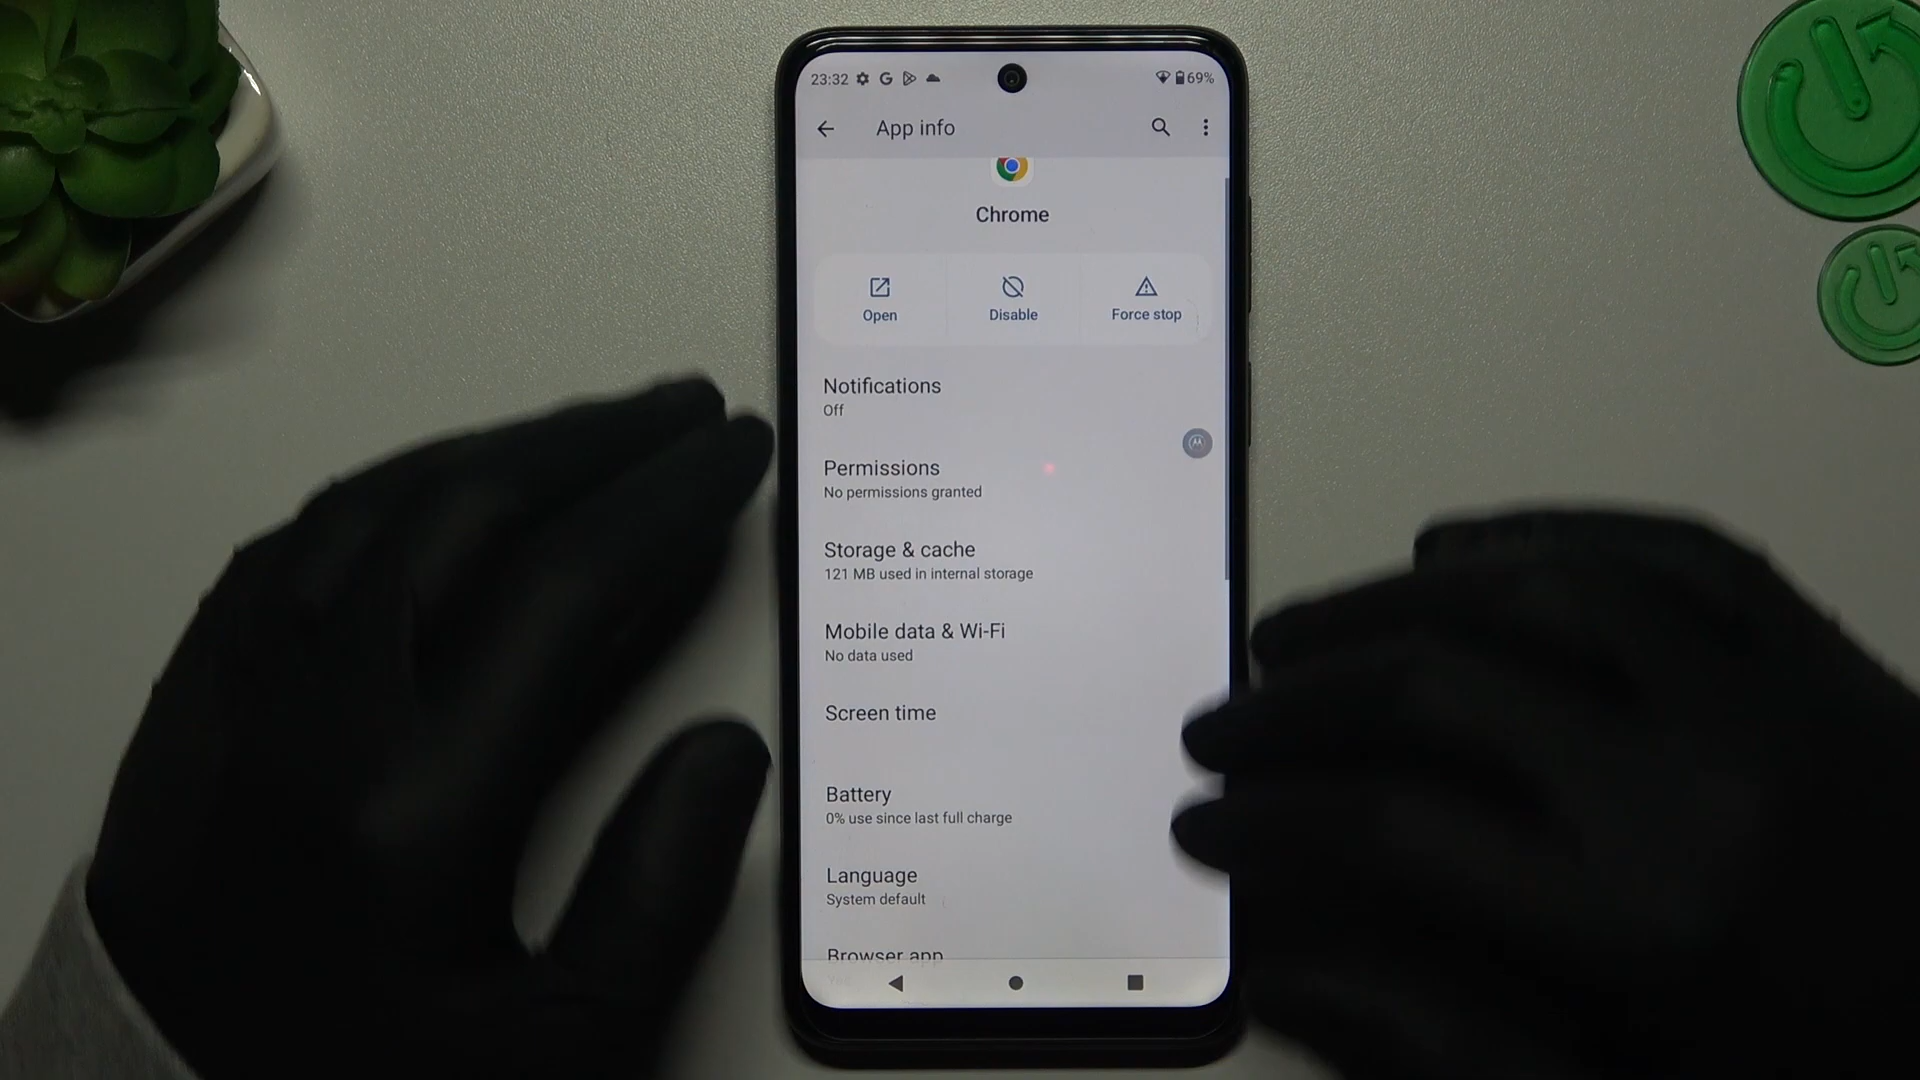 23:32 G 69%
App info
Chrome
Open Disable Force stop
Notifications
Off
Permissions
No permissions granted
Storage & cache
121 MB used in internal storage
Mobile data & Wi-Fi
No data used
Screen time
Battery
0% use since last full charge
Language
System default
Browser app